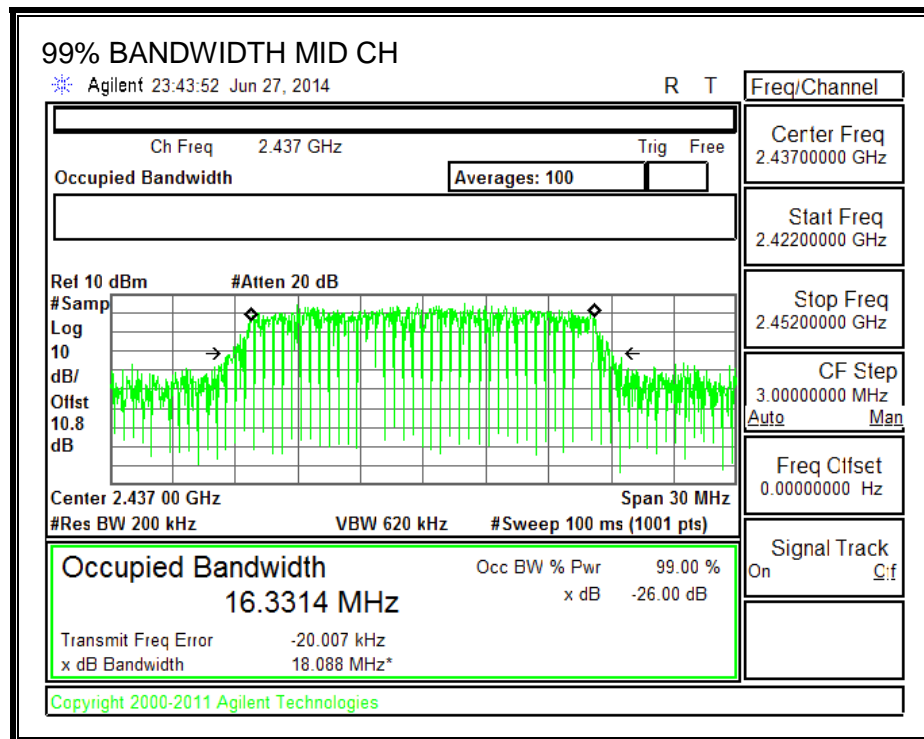 99% BANDWIDTH MID CH
Agilent 23:43:52 Jun 27, 2014 R T
Ch Freq 2.437 GHz Trig Free
Occupied Bandwidth Averages: 100
Ref 10 dBm #Atten 20 dB
#Samp
Log
10
dB/
Offst
10.8
dB
Center 2.437 00 GHz Span 30 MHz
#Res BW 200 kHz VBW 620 kHz #Sweep 100 ms (1001 pts)
Occupied Bandwidth
16.3314 MHz
Occ BW % Pwr 99.00 %
x dB -26.00 dB
Transmit Freq Error -20.007 kHz
x dB Bandwidth 18.088 MHz*
Copyright 2000-2011 Agilent Technologies
Freq/Channel
Center Freq
2.43700000 GHz
Start Freq
2.42200000 GHz
Stop Freq
2.45200000 GHz
CF Step
3.00000000 MHz
Auto Man
Freq Offset
0.00000000 Hz
Signal Track
On Off